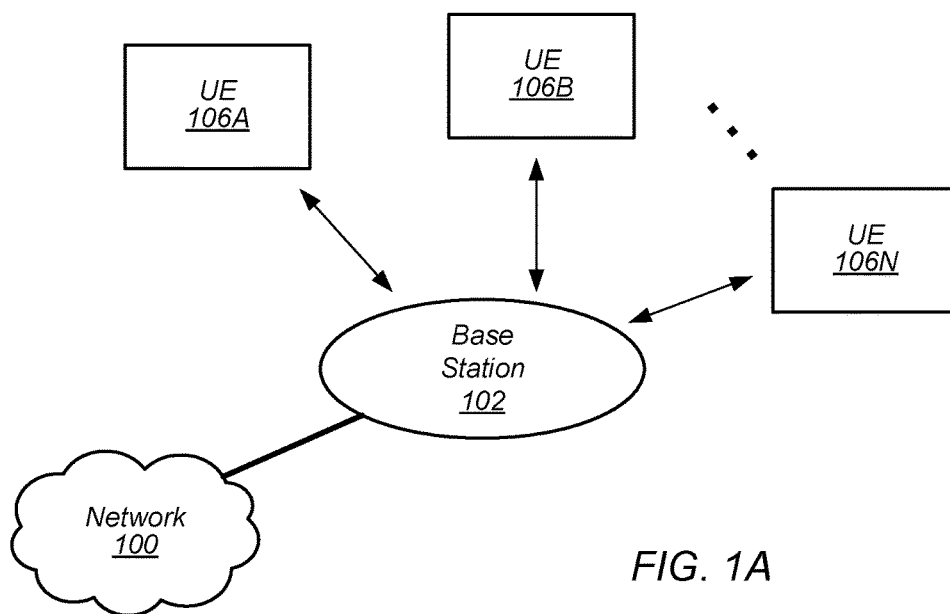 UE
106A
UE
106B
UE
106N
Base
Station
102
Network
100
FIG. 1A